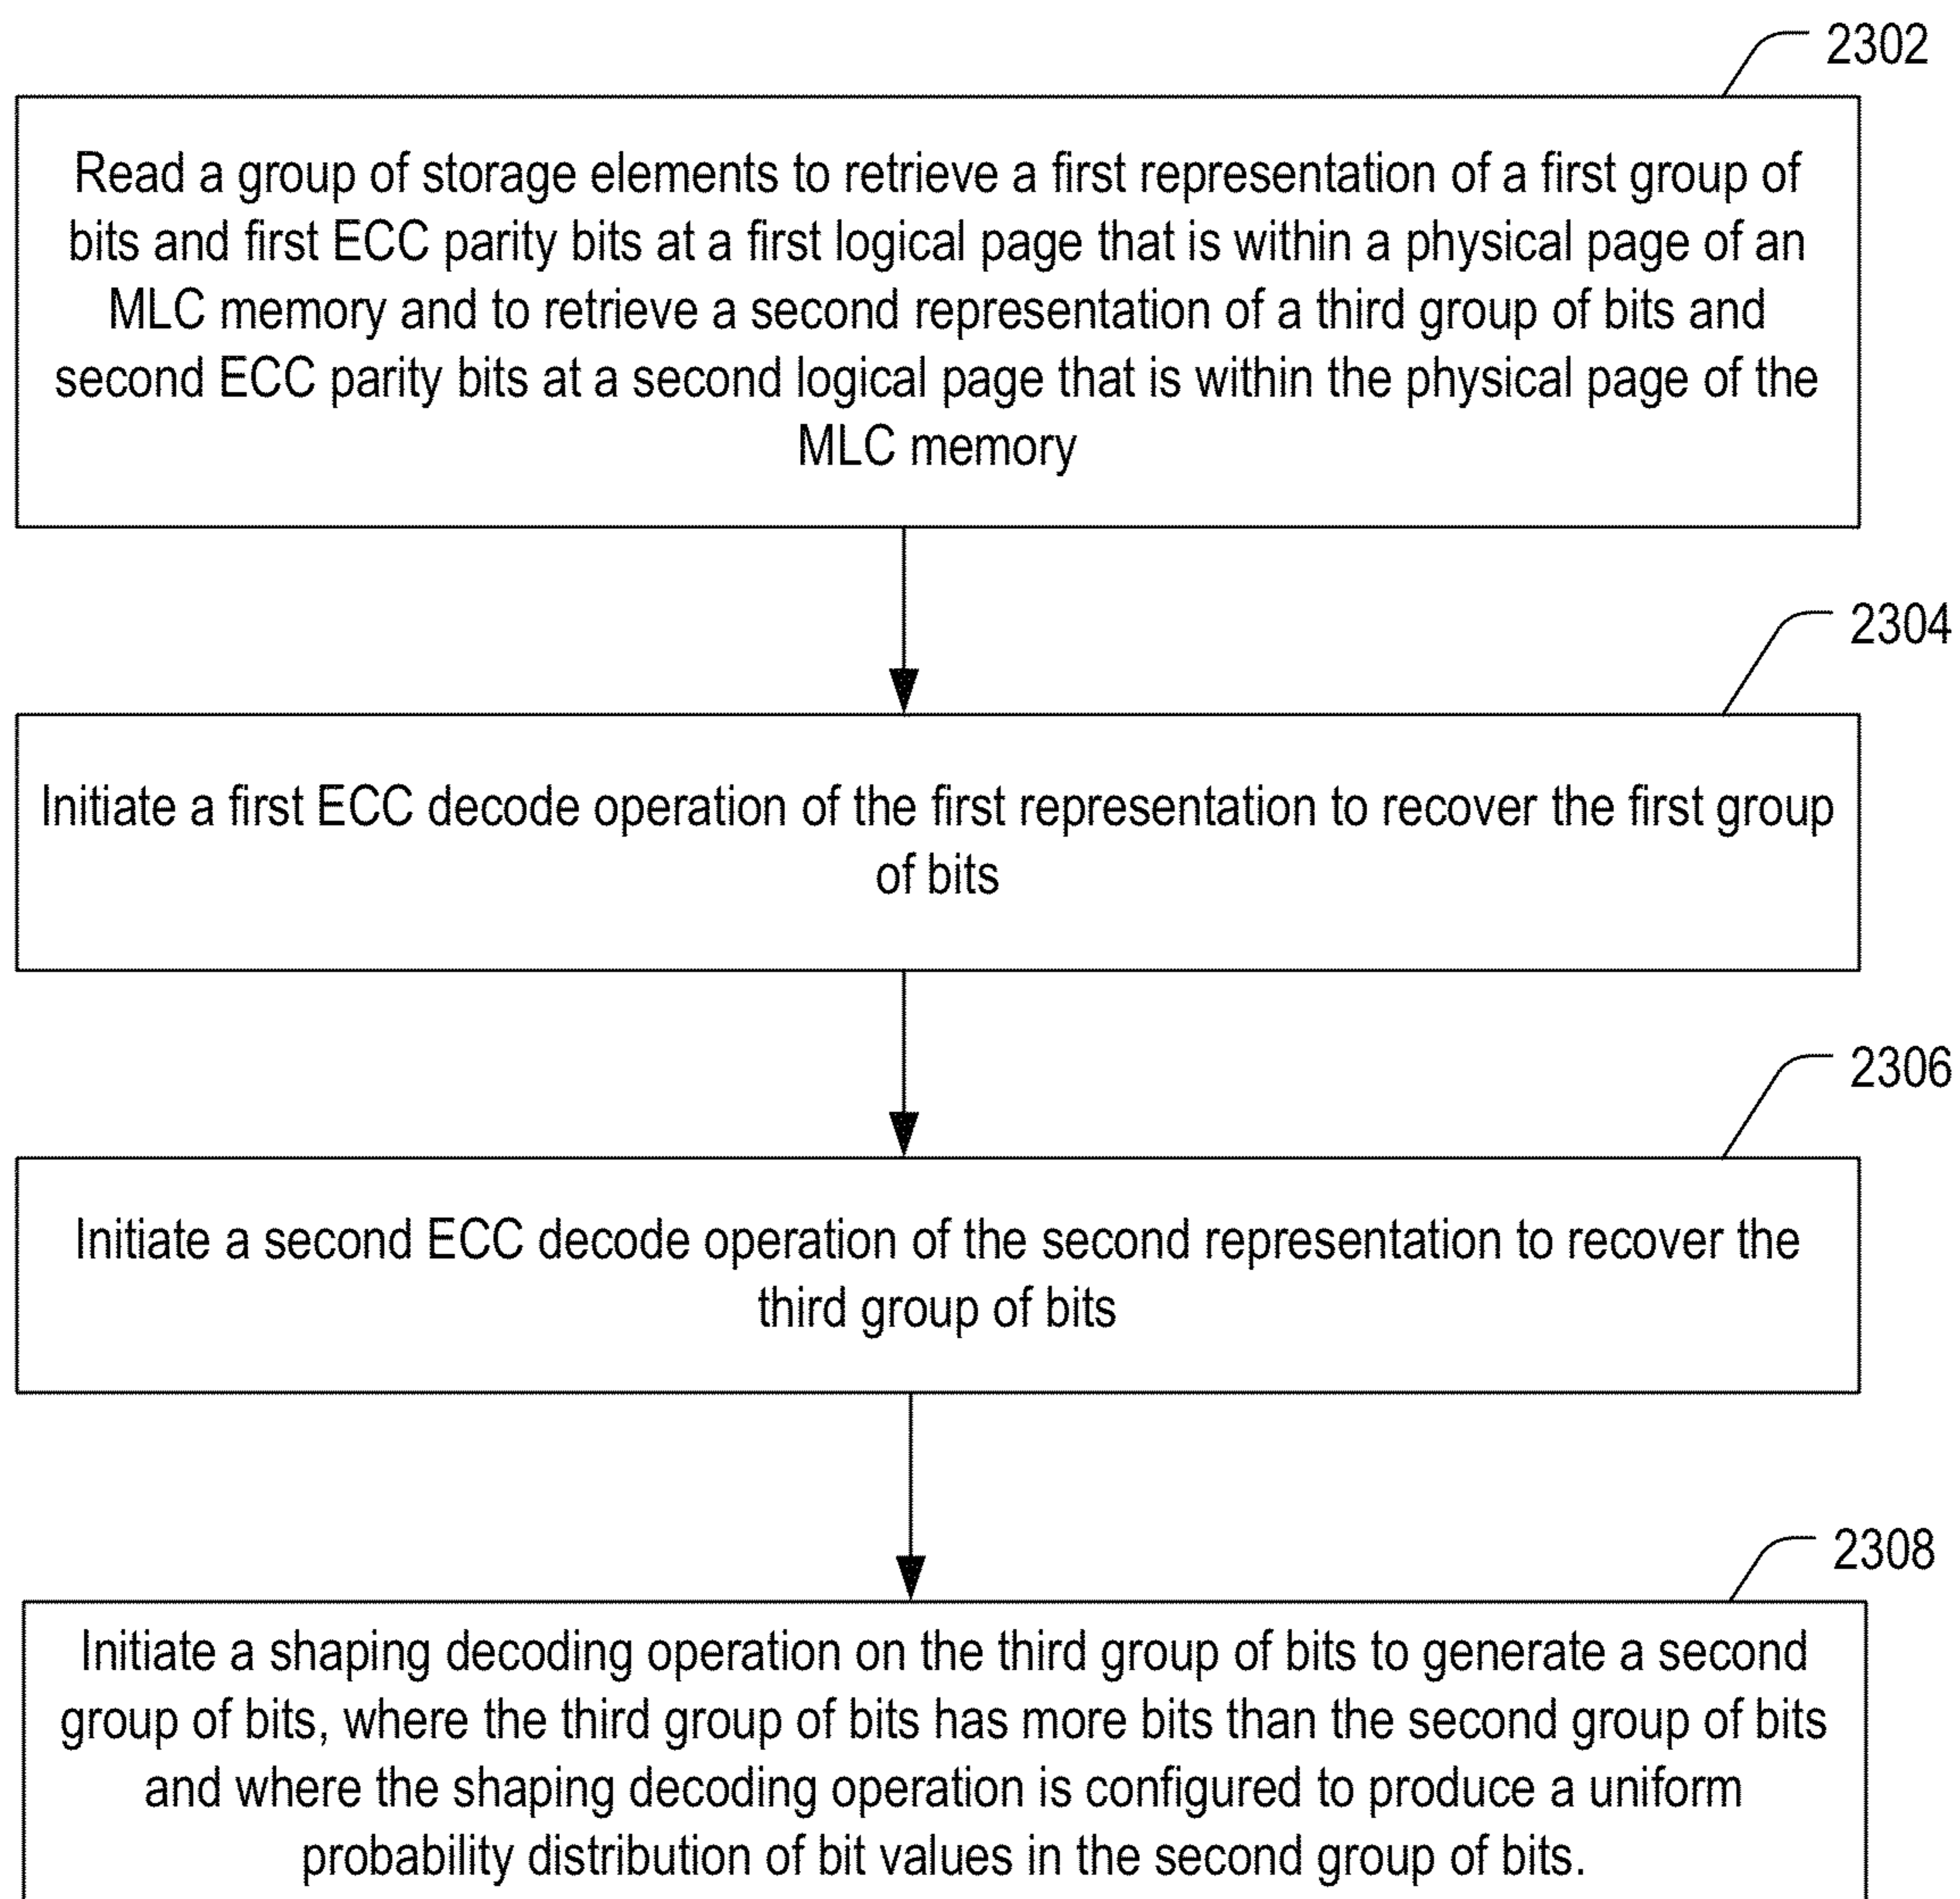 2302
Read a group of storage elements to retrieve a first representation of a first group of
bits and first ECC parity bits at a first logical page that is within a physical page of an
MLC memory and to retrieve a second representation of a third group of bits and
second ECC parity bits at a second logical page that is within the physical page of the
MLC memory
2304
Initiate a first ECC decode operation of the first representation to recover the first group
of bits
2306
Initiate a second ECC decode operation of the second representation to recover the
third group of bits
2308
Initiate a shaping decoding operation on the third group of bits to generate a second
group of bits, where the third group of bits has more bits than the second group of bits
and where the shaping decoding operation is configured to produce a uniform
probability distribution of bit values in the second group of bits.